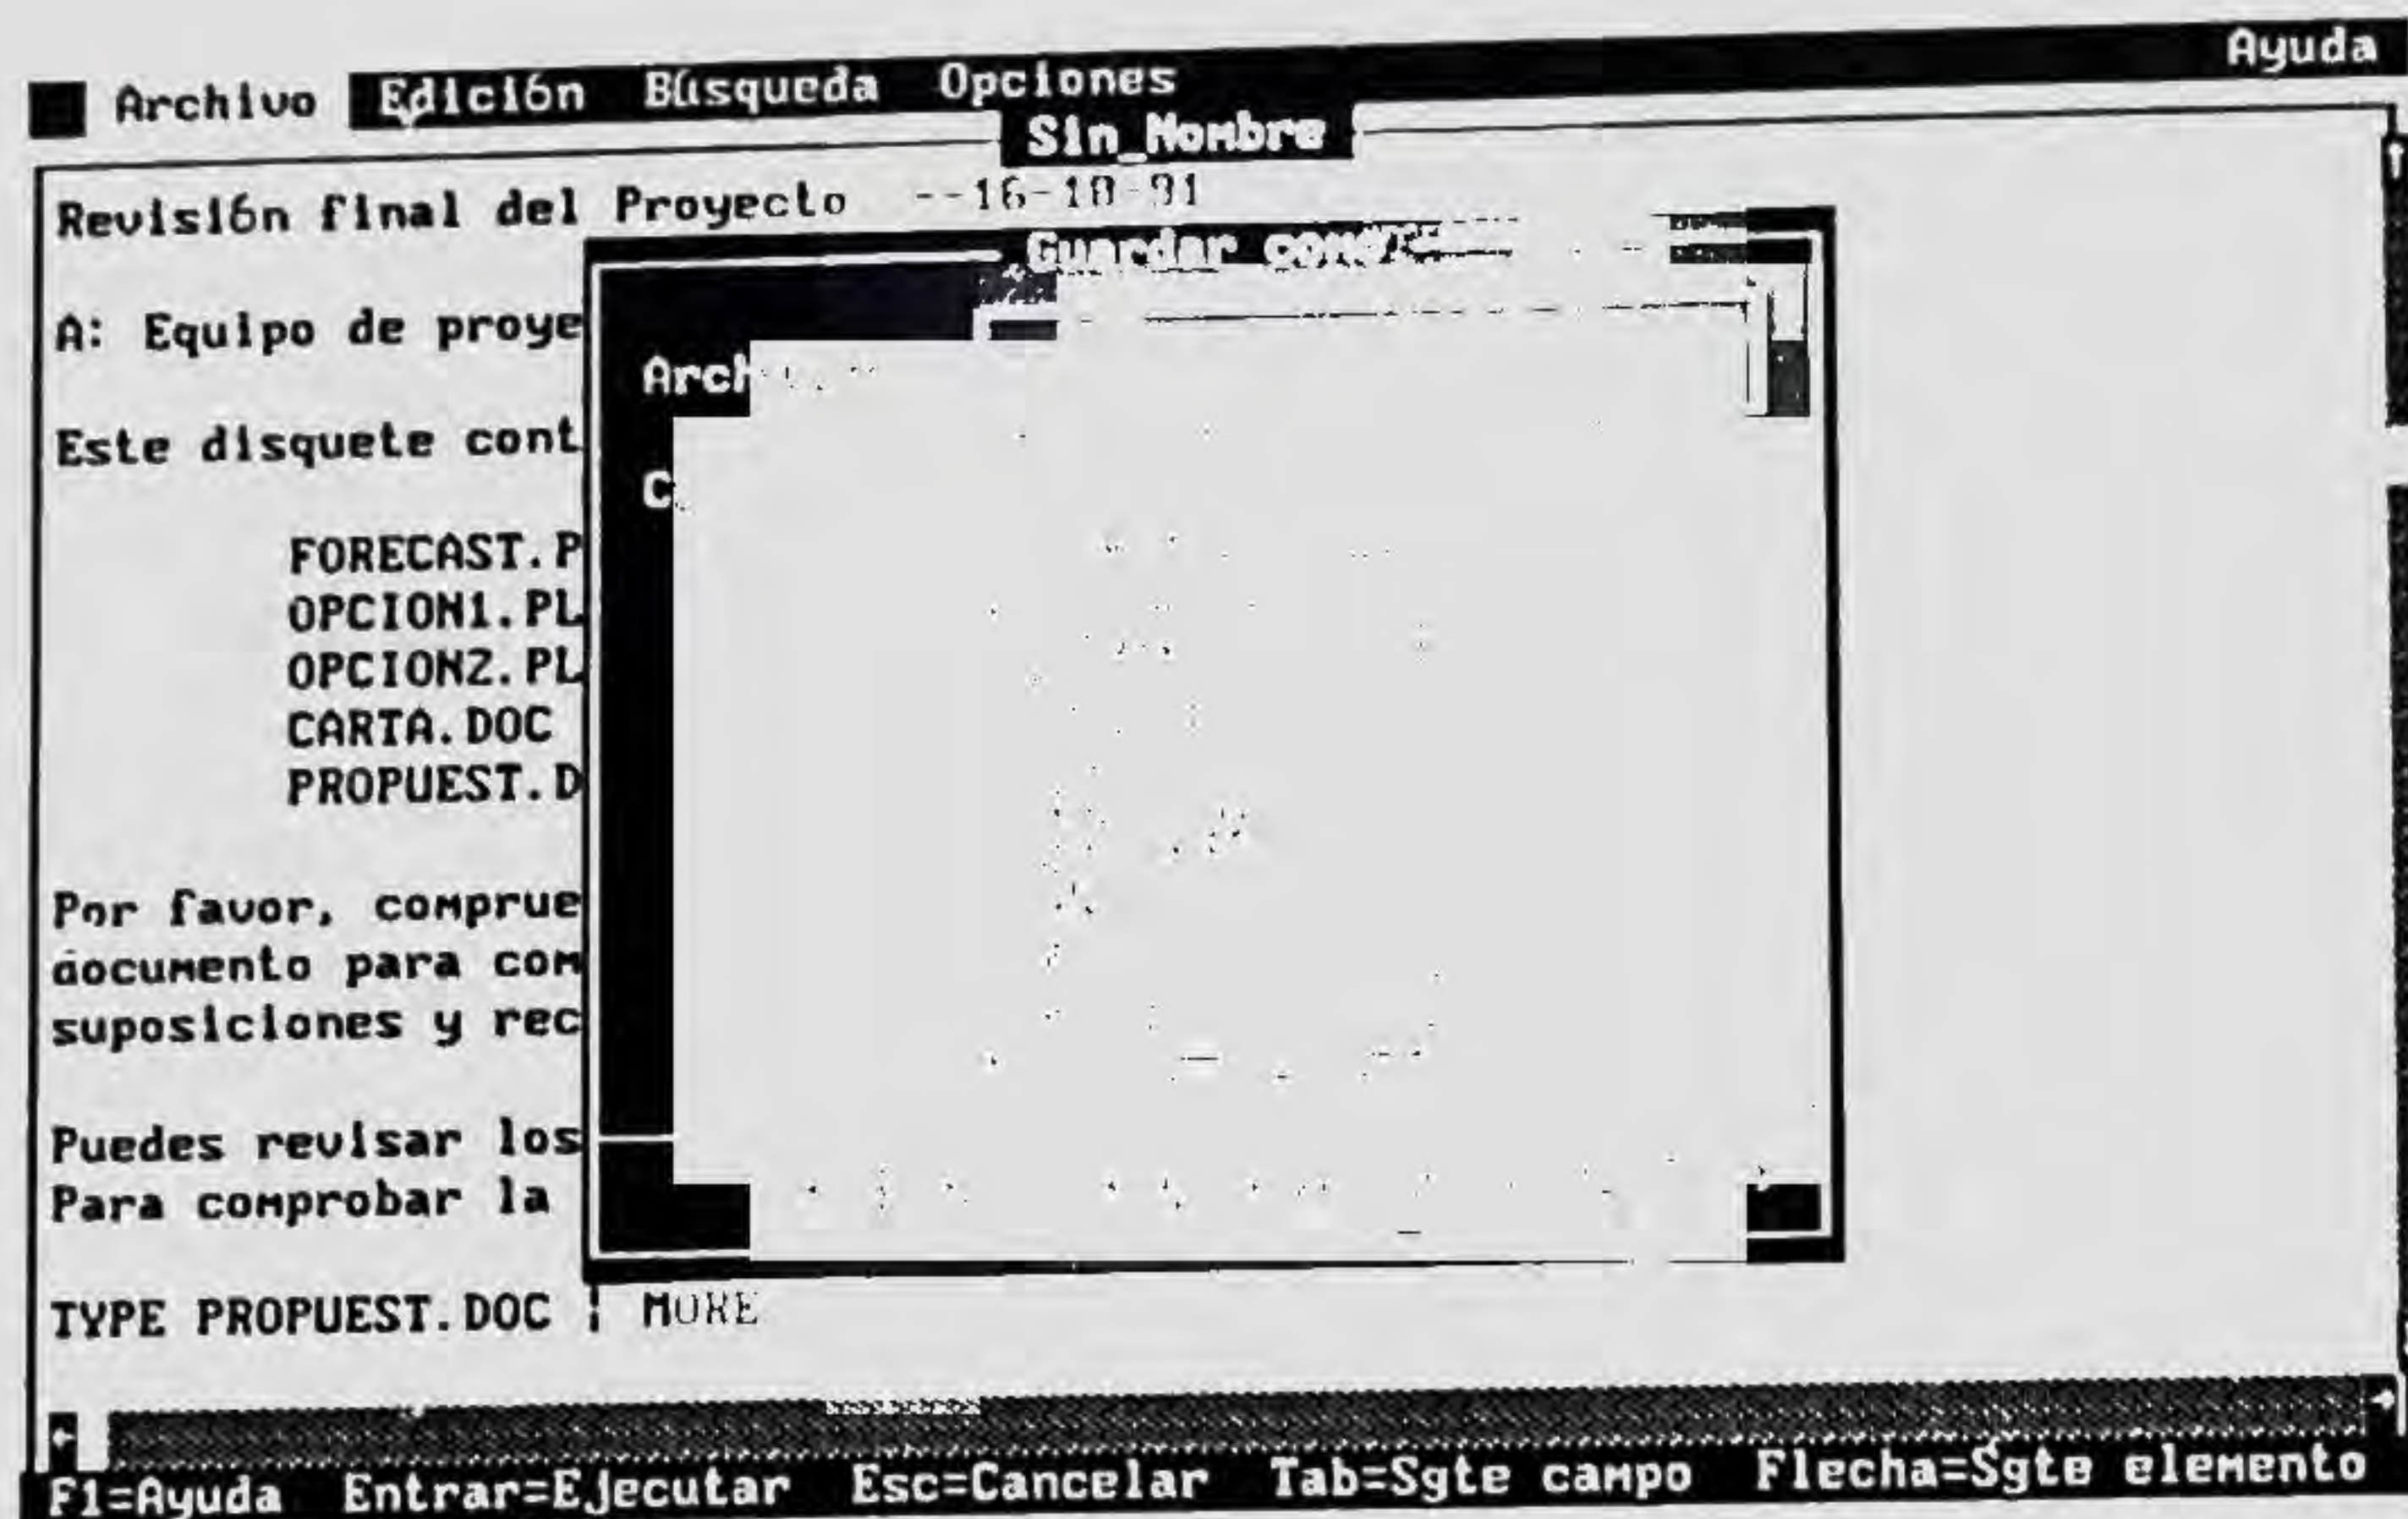 Archivo Edición Búsqueda Opciones Ayuda
Sin_Nombre
Revisión final del Proyecto --16-10-91
Guardar como
A: Equipo de proye
Arch
Este disquete cont
C
FORECAST.P
OPCION1.PL
OPCION2.PL
CARTA.DOC
PROPUEST.D
Por favor, comprue
documento para com
suposiciones y rec
Puedes revisar los
Para comprobar la
TYPE PROPUEST.DOC ¦ MORE
F1=Ayuda Entrar=Ejecutar Esc=Cancelar Tab=Sgte campo Flecha=Sgte elemento